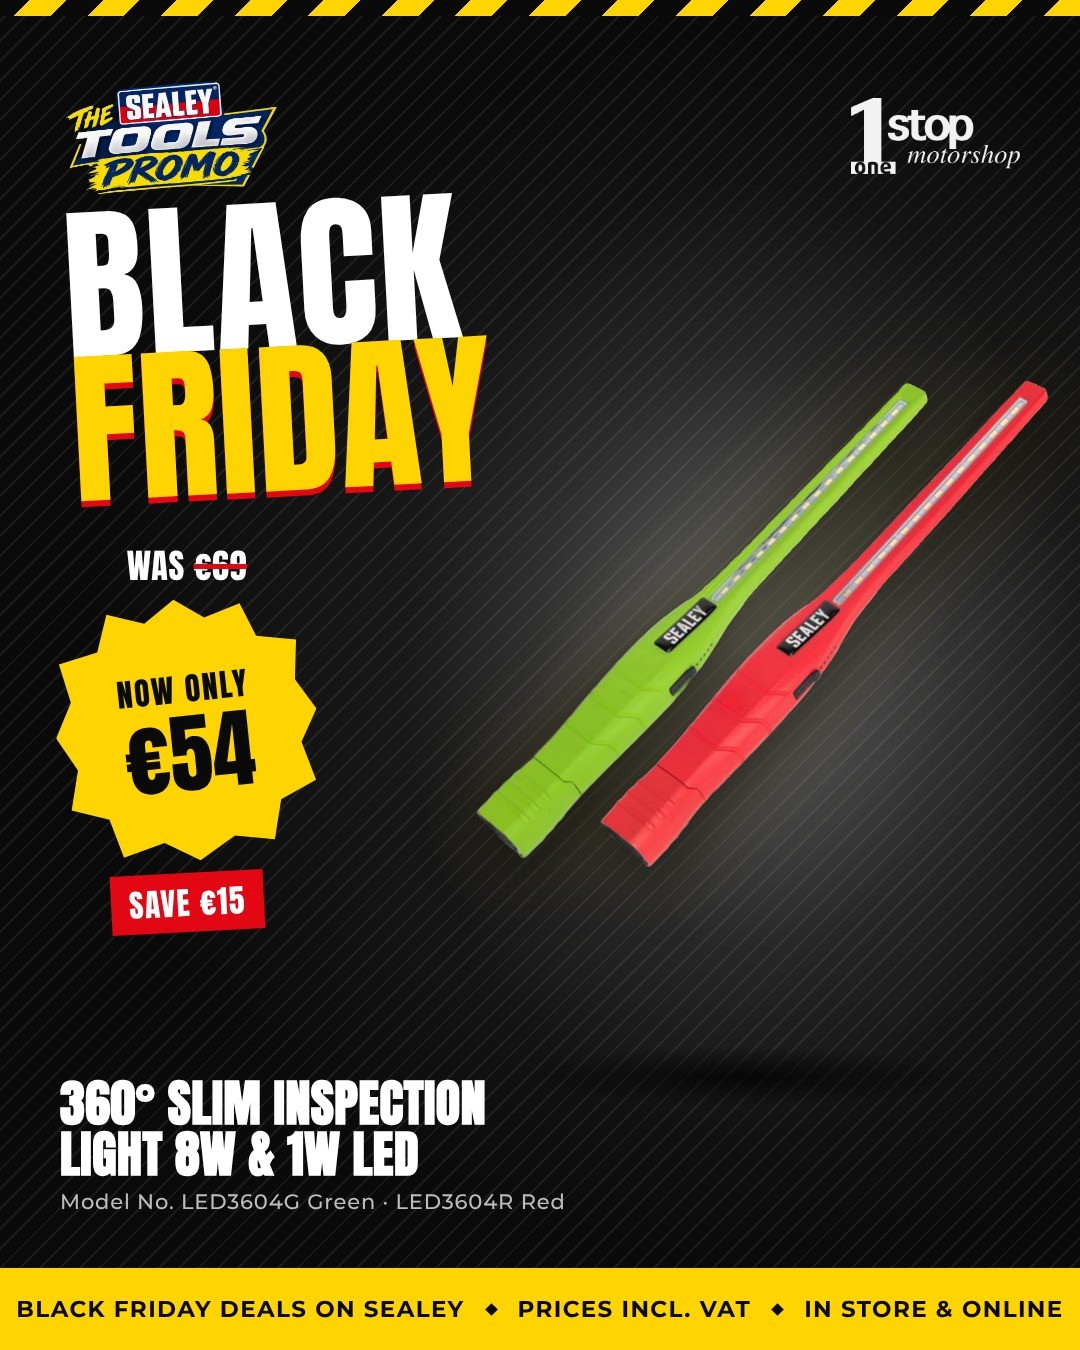 THE SEALEY
TOOLS
PROMO
1 stop
one motorshop
BLACK
FRIDAY
WAS €69
NOW ONLY
€54
SAVE €15
SEALEY
SEALEY
360° SLIM INSPECTION
LIGHT 8W & 1W LED
Model No. LED3604G Green · LED3604R Red
BLACK FRIDAY DEALS ON SEALEY ◆ PRICES INCL. VAT ◆ IN STORE & ONLINE